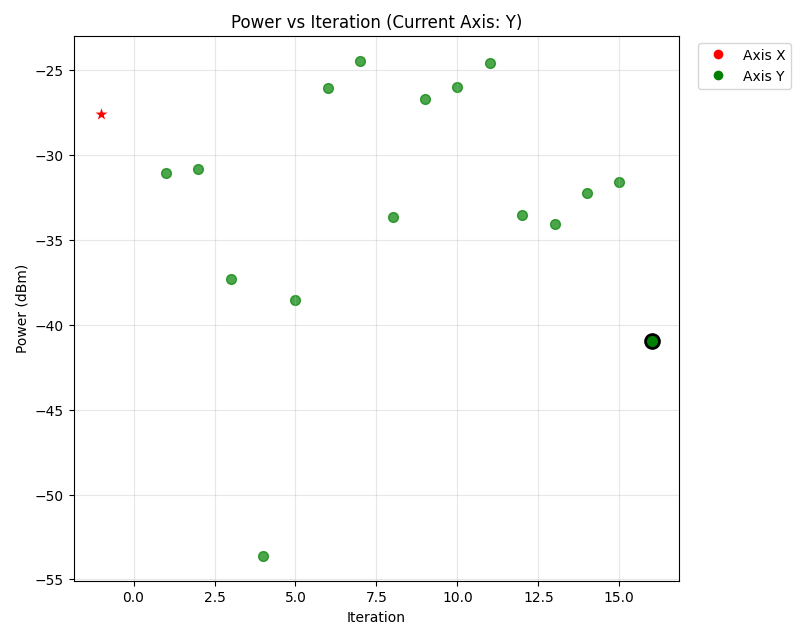 Power vs Iteration (Current Axis: Y)
Axis X
Axis Y
Power (dBm)
−25
−30
−35
−40
−45
−50
−55
0.0 2.5 5.0 7.5 10.0 12.5 15.0
Iteration